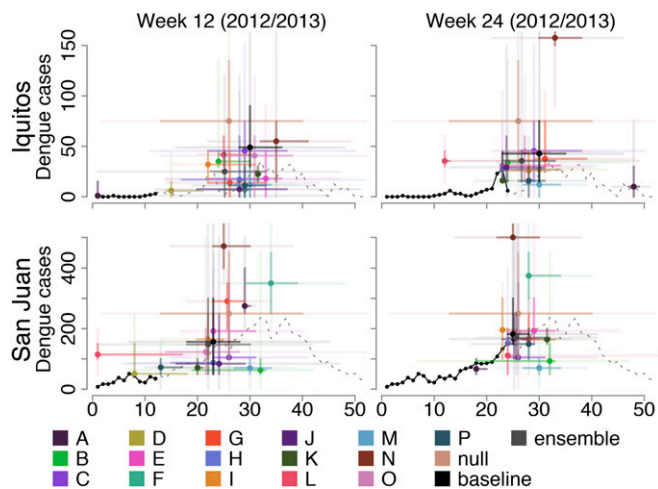 Week 12 (2012/2013) Week 24 (2012/2013)
Iquitos
Dengue cases
150
100
50
0
San Juan
Dengue cases
400
200
0
0 10 20 30 40 50 0 10 20 30 40 50
A D G J M P ensemble
B E H K N null
C F I L O baseline